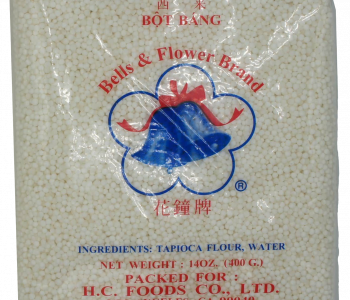 西 米
BỘT BÁNG
Bells & Flower Brand
®
花鐘牌
INGREDIENTS: TAPIOCA FLOUR, WATER
NET WEIGHT : 14OZ. (400 G.)
PACKED FOR :
H.C. FOODS CO., LTD.